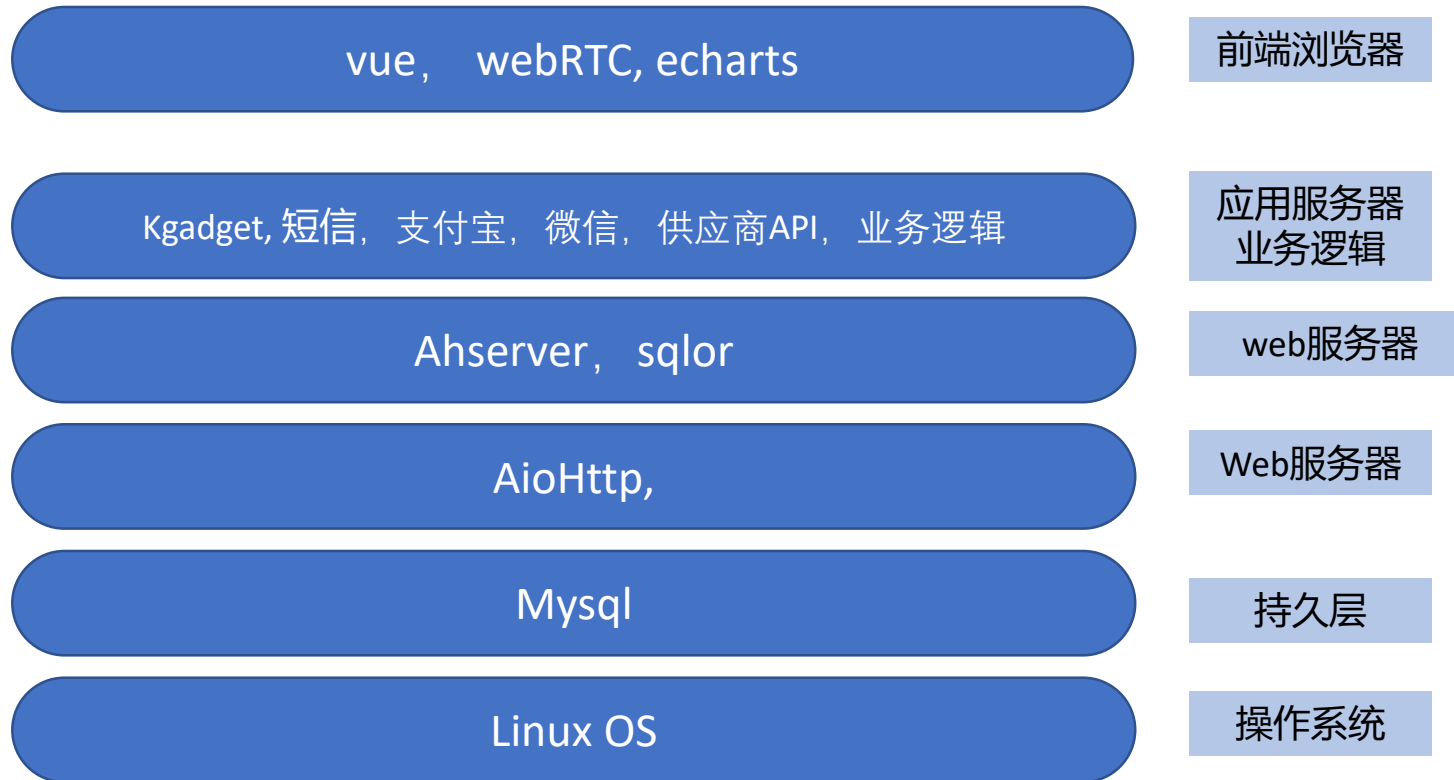 vue， webRTC, echarts
前端浏览器
Kgadget, 短信，支付宝，微信，供应商API，业务逻辑
应用服务器
业务逻辑
Ahserver， sqlor
web服务器
AioHttp,
Web服务器
Mysql
持久层
Linux OS
操作系统